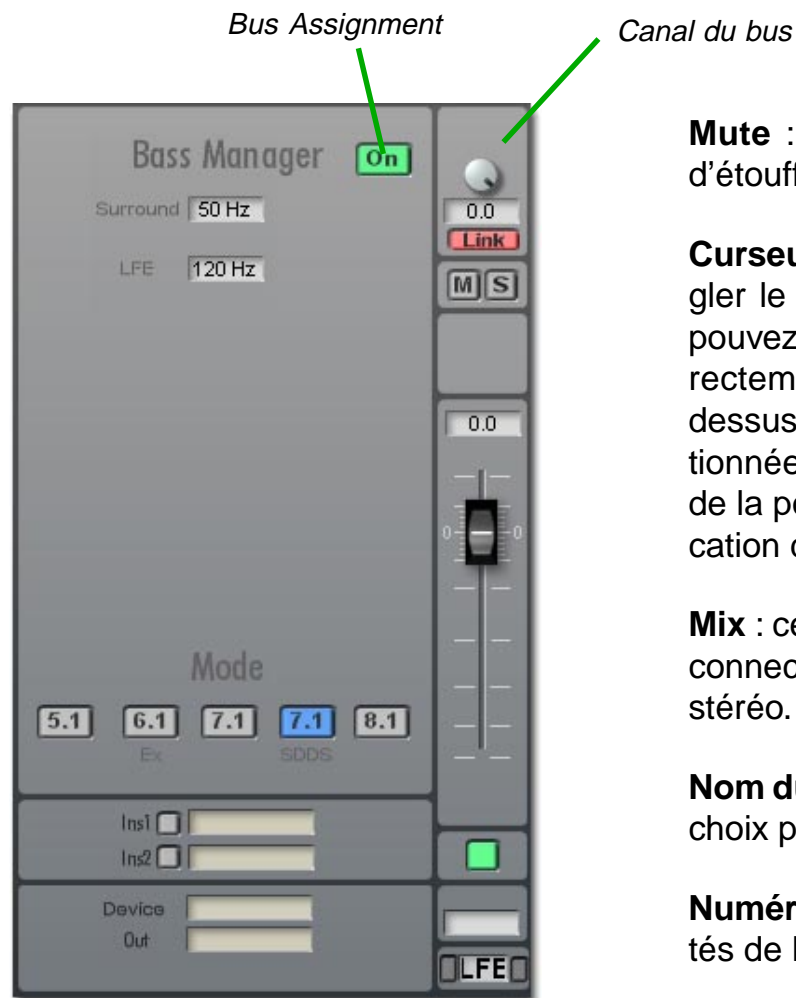 Bus Assignment
Canal du bus
Bass Manager On
Surround 50 Hz
LFE 120 Hz
0.0
Link
M S
0.0
0 0
Mode
5.1 6.1 7.1 7.1 8.1
Ex SDDS
Ins1
Ins2
Device
Out
LFE
Mute :
d’étouff
Curseu
gler le
pouvez
rectem
dessus
tionnée
de la p
cation
Mix : ce
connec
stéréo.
Nom du
choix p
Numér
tés de l